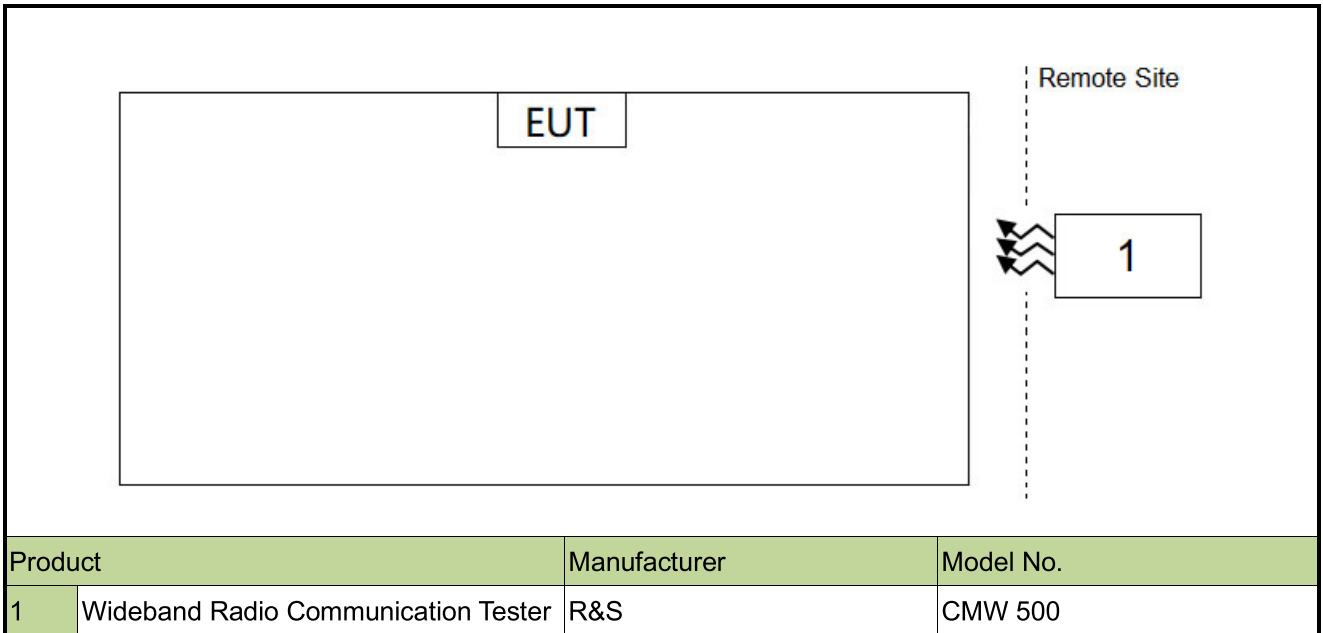 Remote Site
EUT
1
Product Manufacturer Model No.
1 Wideband Radio Communication Tester R&S CMW 500